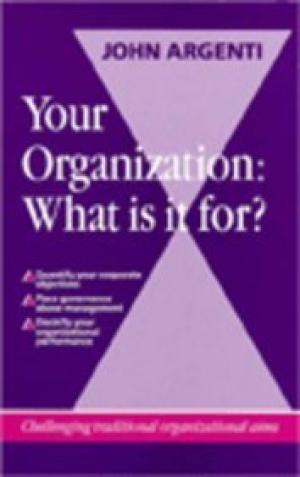 JOHN ARGENTI
Your
Organization:
What is it for?
Quantify your corporate
objectives
Place governance
above management
Electrify your
organizational
performance
Challenging traditional organizational aims